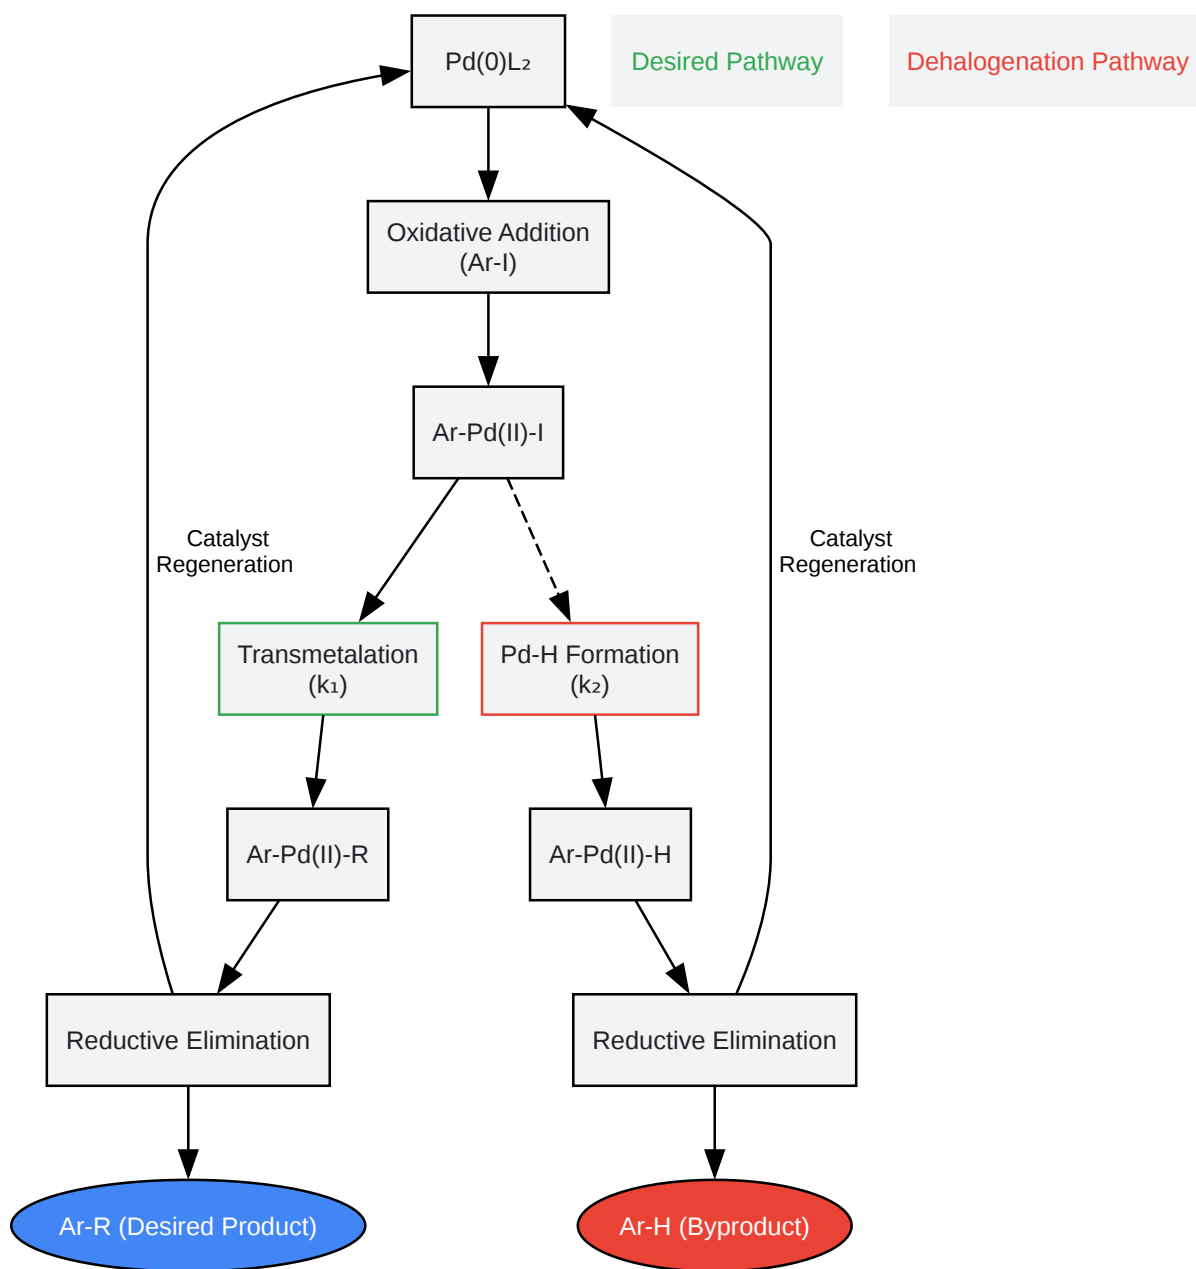 Pd(0)L₂
Desired Pathway
Dehalogenation Pathway
Oxidative Addition
(Ar-I)
Ar-Pd(II)-I
Catalyst
Regeneration
Catalyst
Regeneration
Transmetalation
(k₁)
Pd-H Formation
(k₂)
Ar-Pd(II)-R
Ar-Pd(II)-H
Reductive Elimination
Reductive Elimination
Ar-R (Desired Product)
Ar-H (Byproduct)